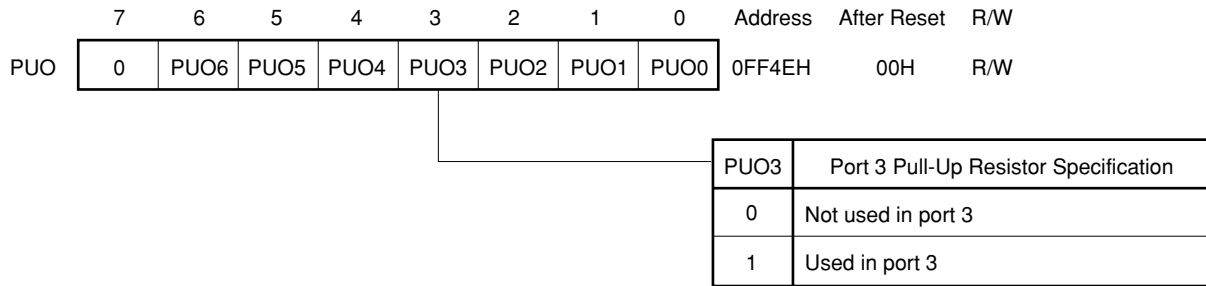 7 6 5 4 3 2 1 0 Address After Reset R/W
PUO 0 PUO6 PUO5 PUO4 PUO3 PUO2 PUO1 PUO0 0FF4EH 00H R/W
PUO3 Port 3 Pull-Up Resistor Specification
0 Not used in port 3
1 Used in port 3